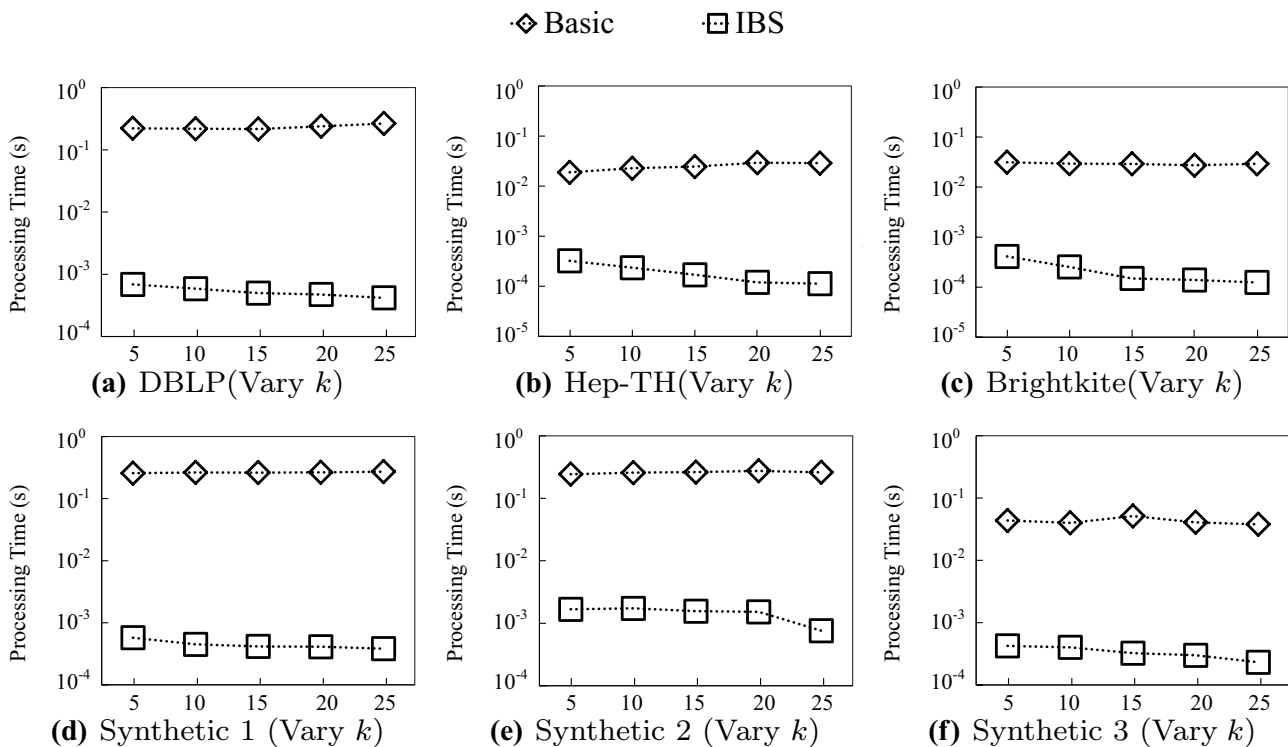 Basic IBS
Processing Time (s)
10^0
10^-1
10^-2
10^-3
10^-4
5 10 15 20 25
(a) DBLP(Vary k)
Processing Time (s)
10^0
10^-1
10^-2
10^-3
10^-4
10^-5
5 10 15 20 25
(b) Hep-TH(Vary k)
Processing Time (s)
10^0
10^-1
10^-2
10^-3
10^-4
10^-5
5 10 15 20 25
(c) Brightkite(Vary k)
Processing Time (s)
10^0
10^-1
10^-2
10^-3
10^-4
5 10 15 20 25
(d) Synthetic 1 (Vary k)
Processing Time (s)
10^0
10^-1
10^-2
10^-3
10^-4
5 10 15 20 25
(e) Synthetic 2 (Vary k)
Processing Time (s)
10^0
10^-1
10^-2
10^-3
10^-4
5 10 15 20 25
(f) Synthetic 3 (Vary k)